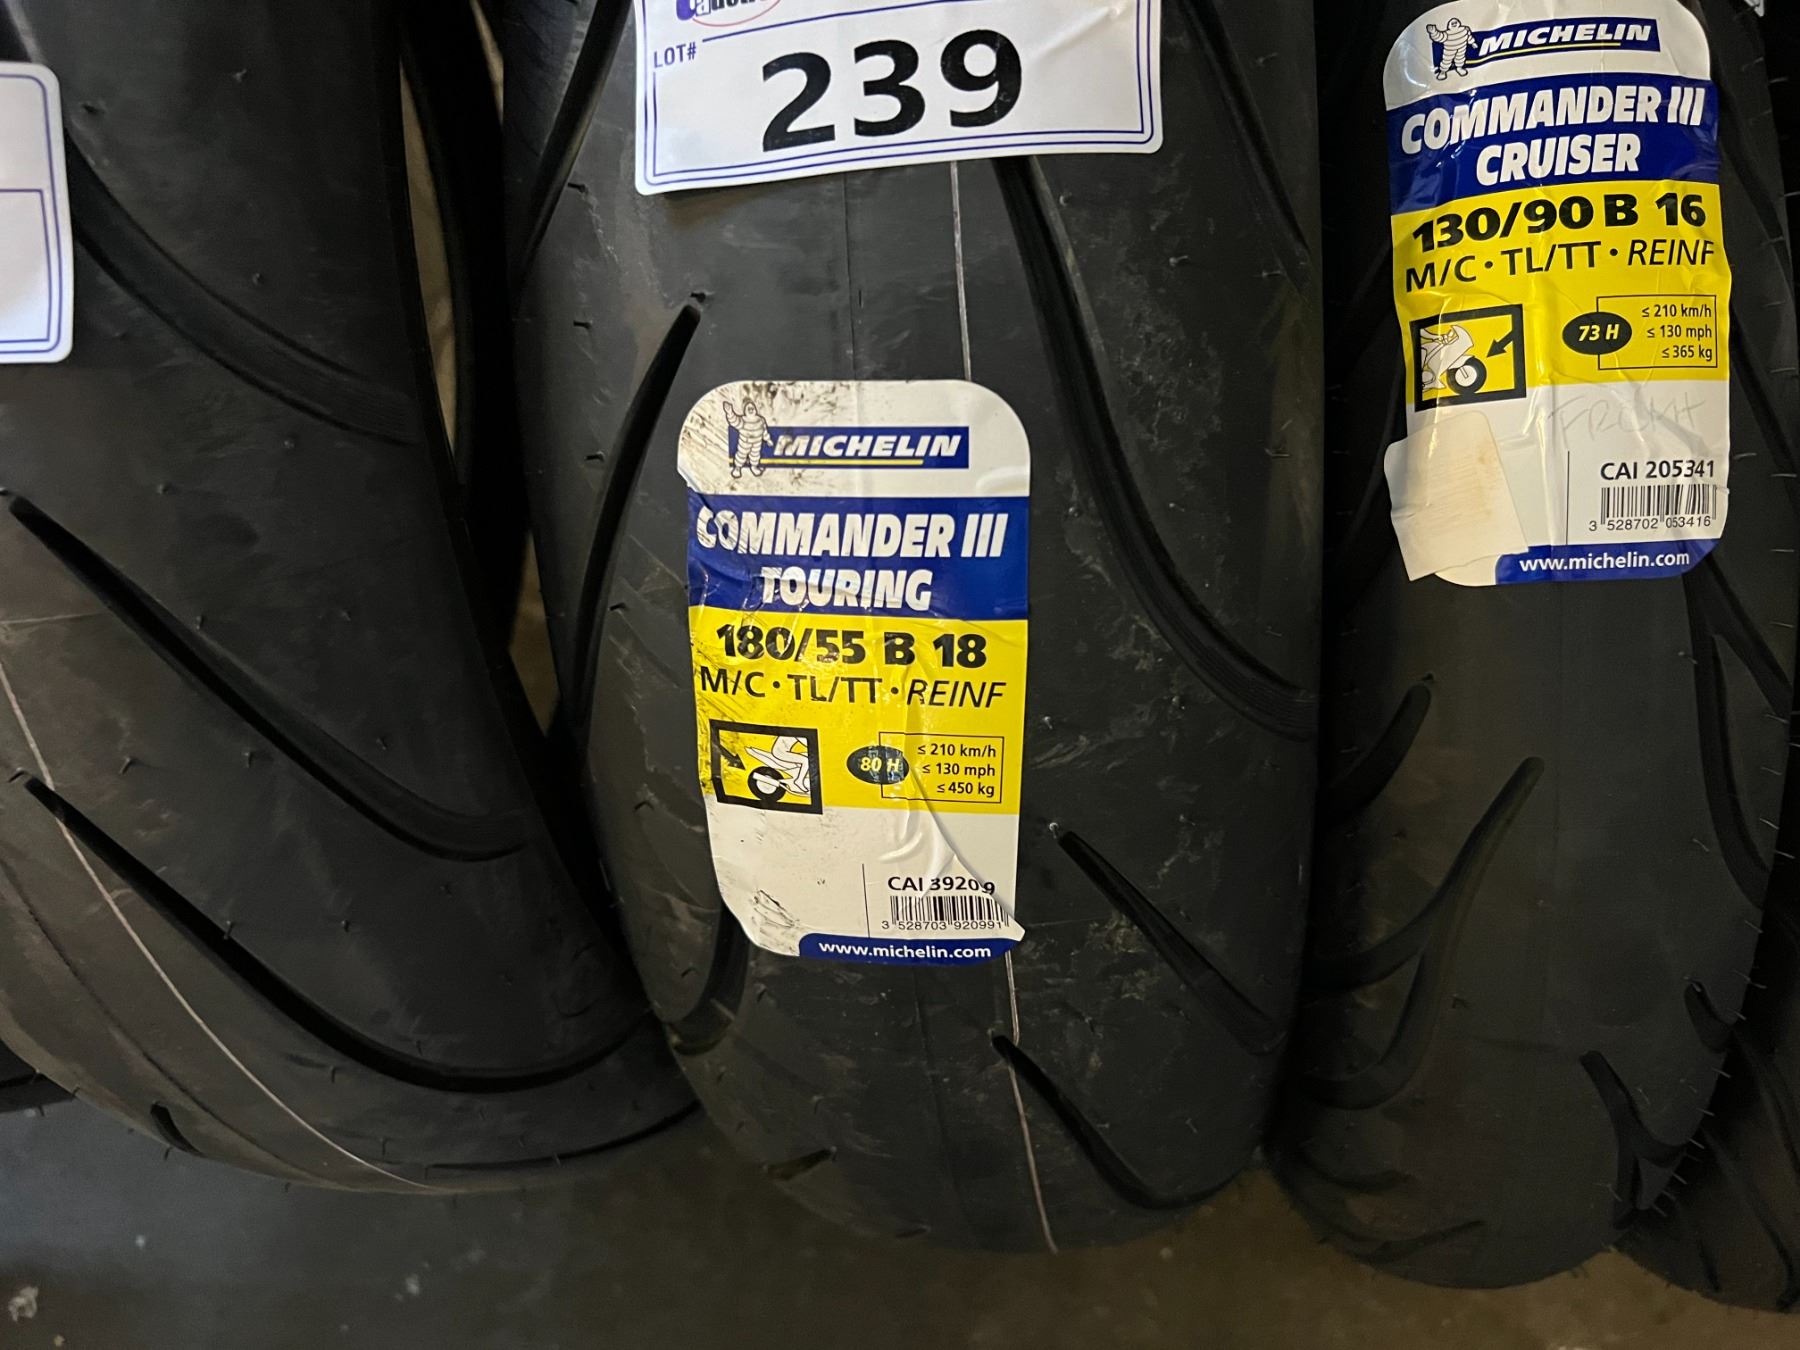 LOT#
239
MICHELIN
COMMANDER III
TOURING
180/55 B 18
M/C • TL/TT • REINF
80 H
≤ 210 km/h
≤ 130 mph
≤ 450 kg
CAI 39209
3 528703 920991
www.michelin.com
MICHELIN
COMMANDER III
CRUISER
130/90 B 16
M/C • TL/TT • REINF
73 H
≤ 210 km/h
≤ 130 mph
≤ 365 kg
FRONT
CAI 205341
3 528702 053416
www.michelin.com